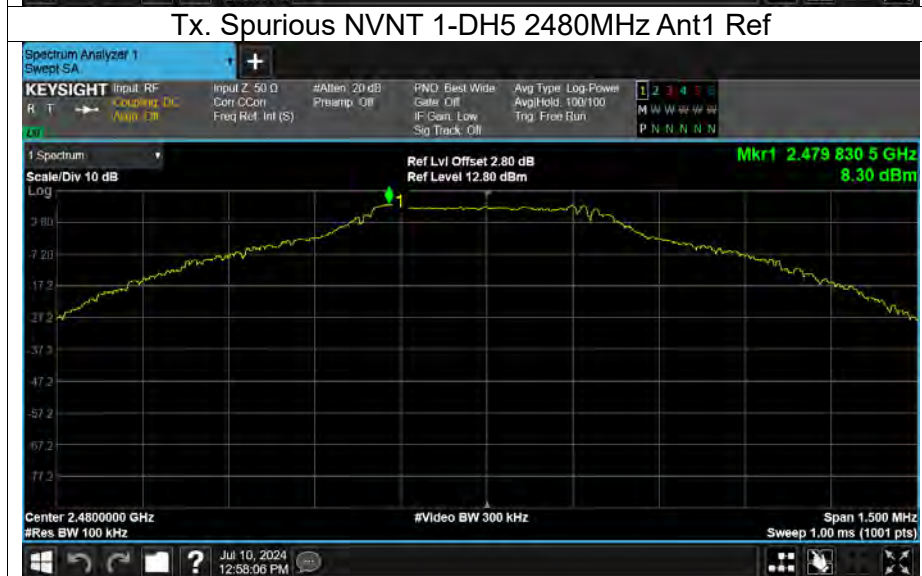 Tx. Spurious NVNT 1-DH5 2480MHz Ant1 Ref
Spectrum Analyzer 1
Swept SA
+
KEYSIGHT Input: RF
R T
Coupling: DC
Align: Off
Input Z: 50 Ω
Corr CCorr
Freq Ref: Int (S)
#Atten: 20 dB
Preamp: Off
PNO: Best Wide
Gate: Off
IF Gain: Low
Sig Track: Off
Avg Type: Log-Power
Avg|Hold: 100/100
Trig: Free Run
1 2 3 4 5 6
M W W W W W
P N N N N N
1 Spectrum
Scale/Div 10 dB
Log
Ref Lvl Offset 2.80 dB
Ref Level 12.80 dBm
Mkr1 2.479 830 5 GHz
8.30 dBm
1
2.80
-7.20
-17.2
-27.2
-37.2
-47.2
-57.2
-67.2
-77.2
Center 2.4800000 GHz
#Res BW 100 kHz
#Video BW 300 kHz
Span 1.500 MHz
Sweep 1.00 ms (1001 pts)
?
Jul 10, 2024
12:58:06 PM